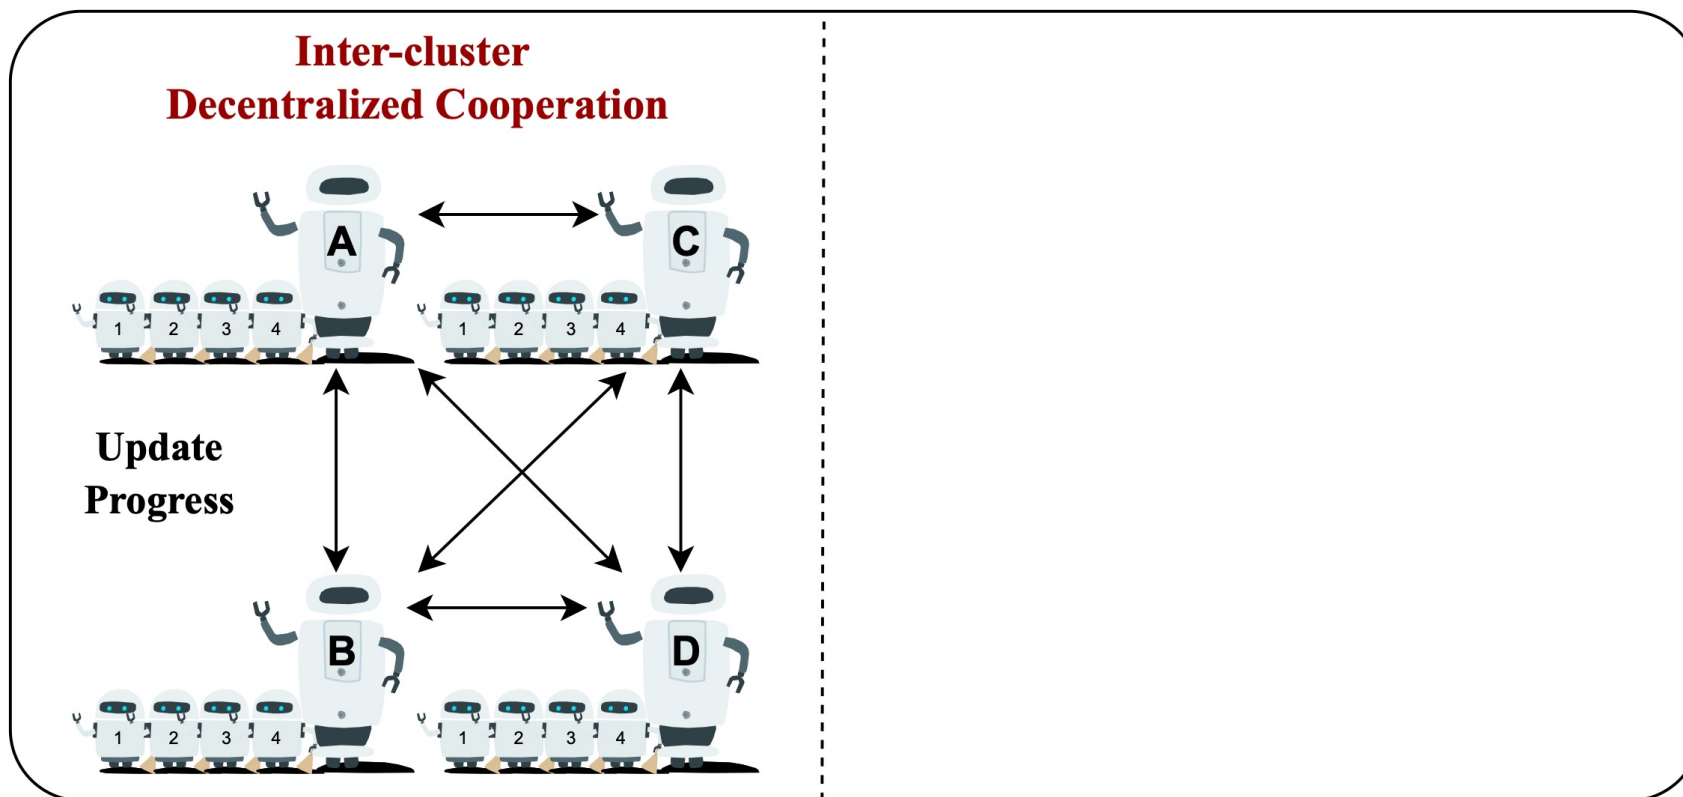 Inter-cluster
Decentralized Cooperation
A
C
1 2 3 4
1 2 3 4
Update
Progress
B
D
1 2 3 4
1 2 3 4